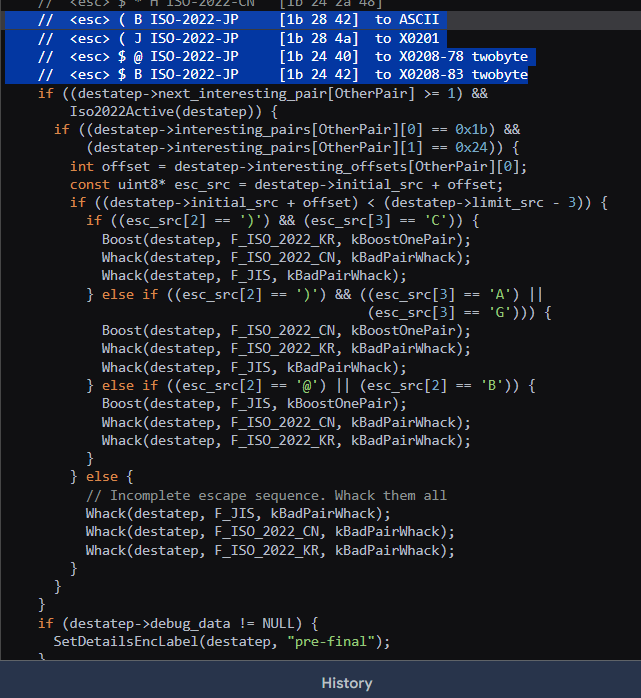 //  <esc> $ * H ISO-2022-CN    [1b 24 2a 48]
//  <esc> ( B ISO-2022-JP    [1b 28 42]  to ASCII
//  <esc> ( J ISO-2022-JP    [1b 28 4a]  to X0201
//  <esc> $ @ ISO-2022-JP    [1b 24 40]  to X0208-78 twobyte
//  <esc> $ B ISO-2022-JP    [1b 24 42]  to X0208-83 twobyte
if ((destatep->next_interesting_pair[OtherPair] >= 1) &&
    Iso2022Active(destatep)) {
  if ((destatep->interesting_pairs[OtherPair][0] == 0x1b) &&
      (destatep->interesting_pairs[OtherPair][1] == 0x24)) {
    int offset = destatep->interesting_offsets[OtherPair][0];
    const uint8* esc_src = destatep->initial_src + offset;
    if ((destatep->initial_src + offset) < (destatep->limit_src - 3)) {
      if ((esc_src[2] == ')') && (esc_src[3] == 'C')) {
        Boost(destatep, F_ISO_2022_KR, kBoostOnePair);
        Whack(destatep, F_ISO_2022_CN, kBadPairWhack);
        Whack(destatep, F_JIS, kBadPairWhack);
      } else if ((esc_src[2] == ')') && ((esc_src[3] == 'A') ||
                                         (esc_src[3] == 'G'))) {
        Boost(destatep, F_ISO_2022_CN, kBoostOnePair);
        Whack(destatep, F_ISO_2022_KR, kBadPairWhack);
        Whack(destatep, F_JIS, kBadPairWhack);
      } else if ((esc_src[2] == '@') || (esc_src[2] == 'B')) {
        Boost(destatep, F_JIS, kBoostOnePair);
        Whack(destatep, F_ISO_2022_CN, kBadPairWhack);
        Whack(destatep, F_ISO_2022_KR, kBadPairWhack);
      }
    } else {
      // Incomplete escape sequence. Whack them all
      Whack(destatep, F_JIS, kBadPairWhack);
      Whack(destatep, F_ISO_2022_CN, kBadPairWhack);
      Whack(destatep, F_ISO_2022_KR, kBadPairWhack);
    }
  }
}
if (destatep->debug_data != NULL) {
  SetDetailsEncLabel(destatep, "pre-final");
}
History